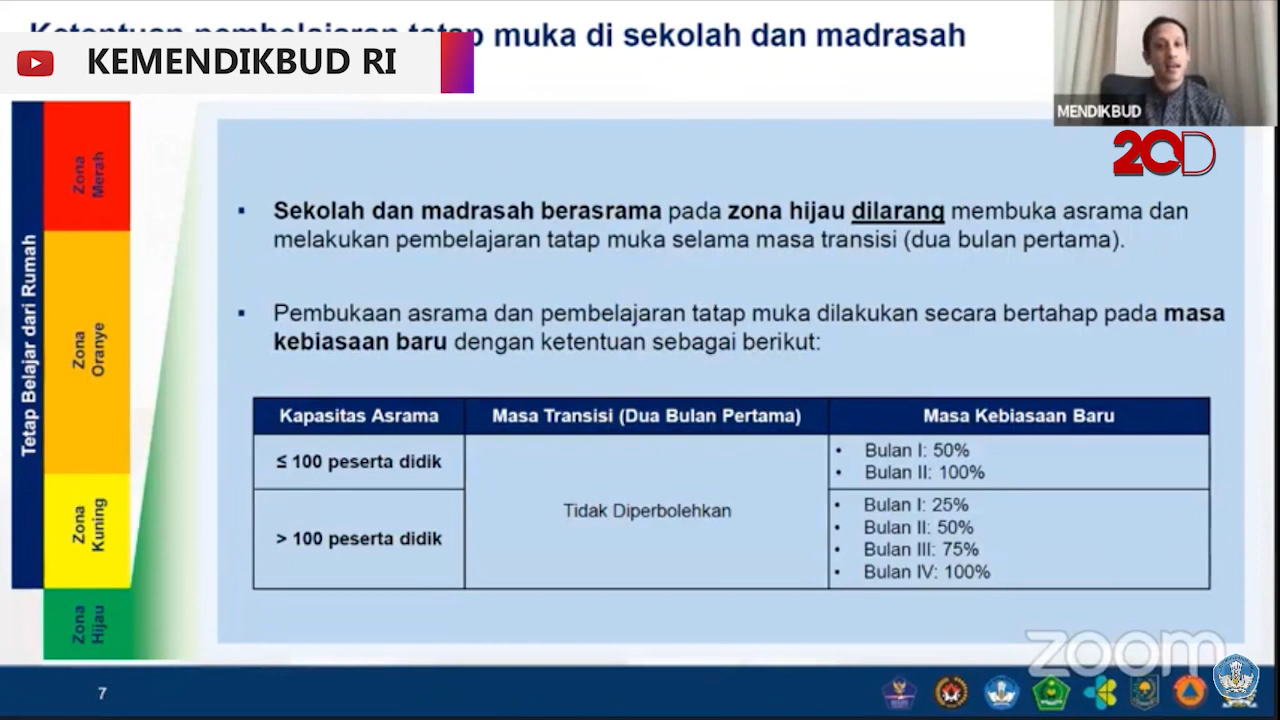 muka di sekolah dan madrasah
KEMENDIKBUD RI
MENDIKBUD
20D
Tetap Belajar dari Rumah
Zona
Merah
Zona
Oranye
Zona
Kuning
Zona
Hijau
▪ Sekolah dan madrasah berasrama pada zona hijau dilarang membuka asrama dan
melakukan pembelajaran tatap muka selama masa transisi (dua bulan pertama).
▪ Pembukaan asrama dan pembelajaran tatap muka dilakukan secara bertahap pada masa
kebiasaan baru dengan ketentuan sebagai berikut:
Kapasitas Asrama Masa Transisi (Dua Bulan Pertama) Masa Kebiasaan Baru
≤ 100 peserta didik
• Bulan I: 50%
• Bulan II: 100%
Tidak Diperbolehkan
> 100 peserta didik
• Bulan I: 25%
• Bulan II: 50%
• Bulan III: 75%
• Bulan IV: 100%
zoom
7